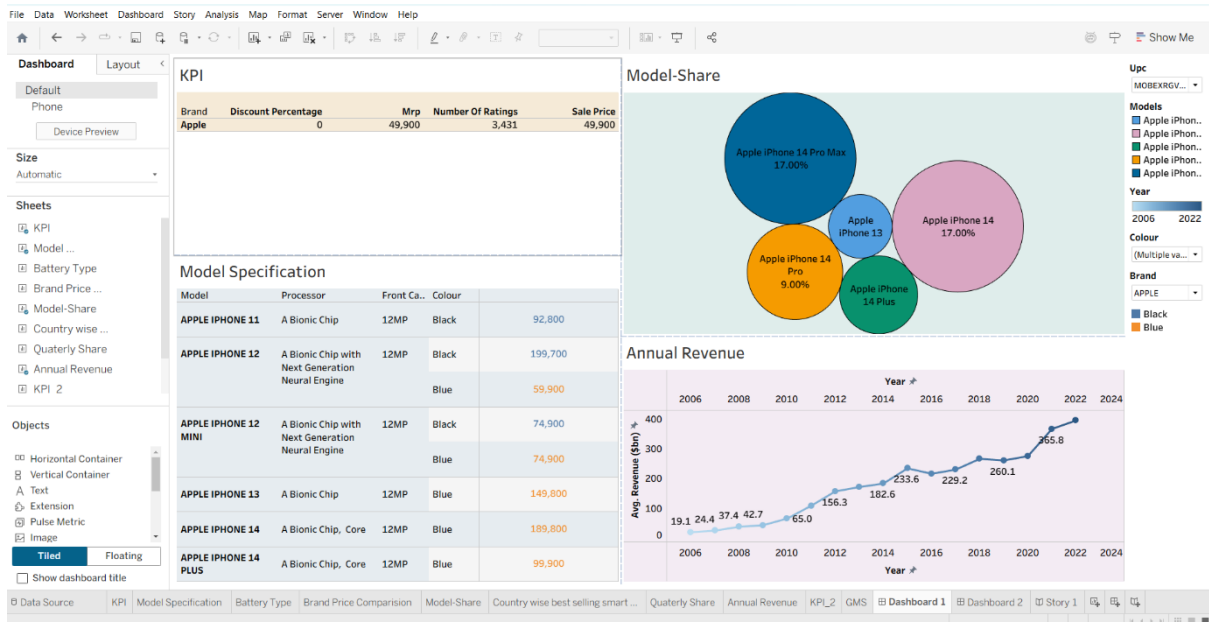 File Data Worksheet Dashboard Story Analysis Map Format Server Window Help
Show Me
Dashboard Layout
Default
Phone
Device Preview
Size
Automatic
Sheets
KPI
Model ...
Battery Type
Brand Price ...
Model-Share
Country wise ...
Quaterly Share
Annual Revenue
KPI 2
Objects
Horizontal Container
Vertical Container
Text
Extension
Pulse Metric
Image
Tiled Floating
Show dashboard title
KPI
Brand Discount Percentage Mrp Number Of Ratings Sale Price
Apple 0 49,900 3,431 49,900
Model Specification
Model Processor Front Ca.. Colour
APPLE IPHONE 11 A Bionic Chip 12MP Black 92,800
APPLE IPHONE 12 A Bionic Chip with 12MP Black 199,700
Next Generation
Neural Engine
Blue 59,900
APPLE IPHONE 12 A Bionic Chip with 12MP Black 74,900
MINI Next Generation
Neural Engine
Blue 74,900
APPLE IPHONE 13 A Bionic Chip 12MP Blue 149,800
APPLE IPHONE 14 A Bionic Chip, Core 12MP Blue 189,800
APPLE IPHONE 14 A Bionic Chip, Core 12MP Blue 99,900
PLUS
Model-Share
Apple iPhone 14 Pro Max
17.00%
Apple
iPhone 13
Apple iPhone 14
17.00%
Apple iPhone 14
Pro
9.00%
Apple iPhone
14 Plus
Annual Revenue
Year
2006 2008 2010 2012 2014 2016 2018 2020 2022 2024
Avg. Revenue ($bn)
400
300
200
100
0
19.1 24.4 37.4 42.7 65.0 156.3 182.6 233.6 229.2 260.1 365.8
2006 2008 2010 2012 2014 2016 2018 2020 2022 2024
Year
Upc
MOBEXRGV...
Models
Apple iPhon..
Apple iPhon..
Apple iPhon..
Apple iPhon..
Apple iPhon..
Year
2006 2022
Colour
(Multiple va...
Brand
APPLE
Black
Blue
Data Source KPI Model Specification Battery Type Brand Price Comparision Model-Share Country wise best selling smart ... Quaterly Share Annual Revenue KPI_2 GMS Dashboard 1 Dashboard 2 Story 1